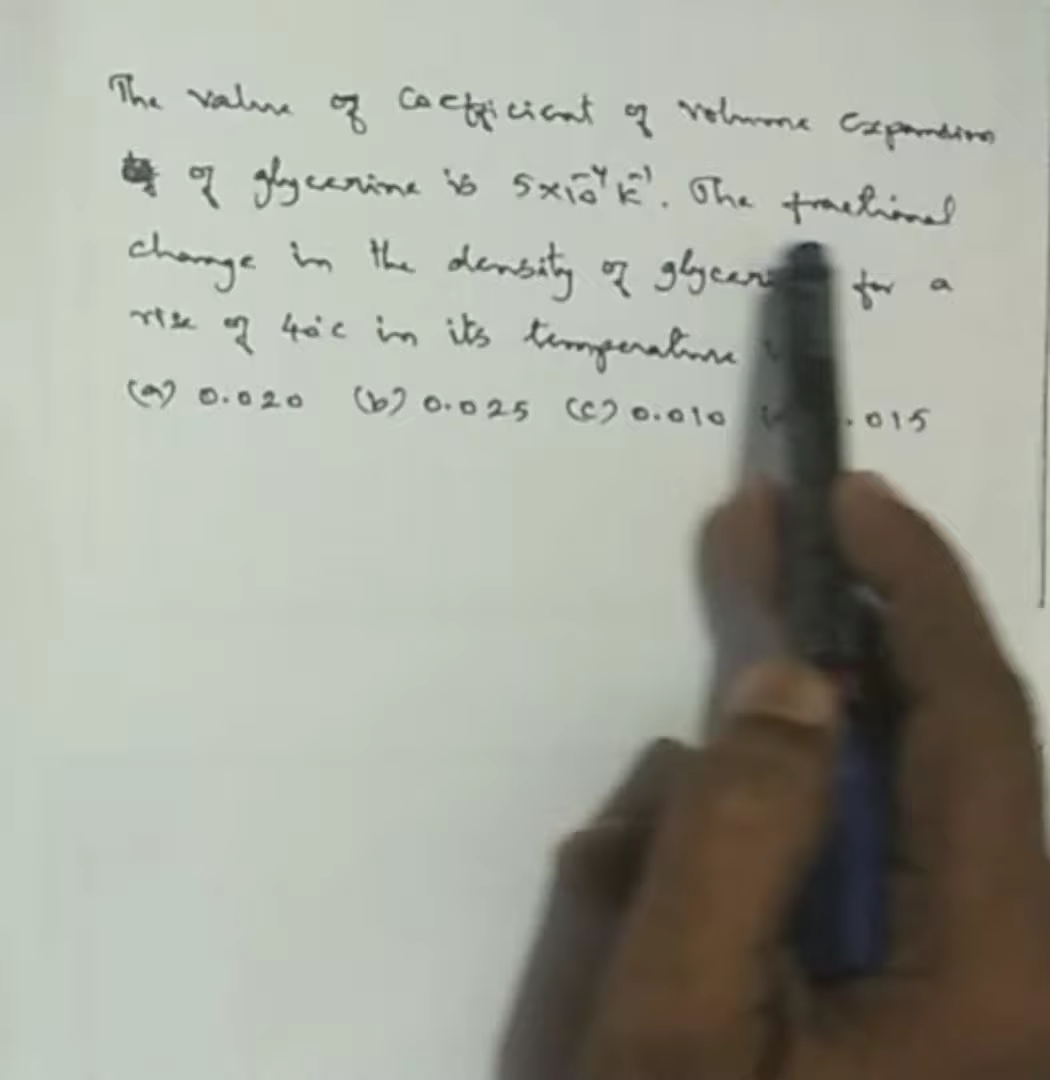 The value of coefficient of volume expansion
of glycerine is 5×10⁻⁴ K⁻¹. The fractional
change in the density of for a
rise of 40°C in its temperature
(a) 0.020 (b) 0.025 (c) 0.010 .015